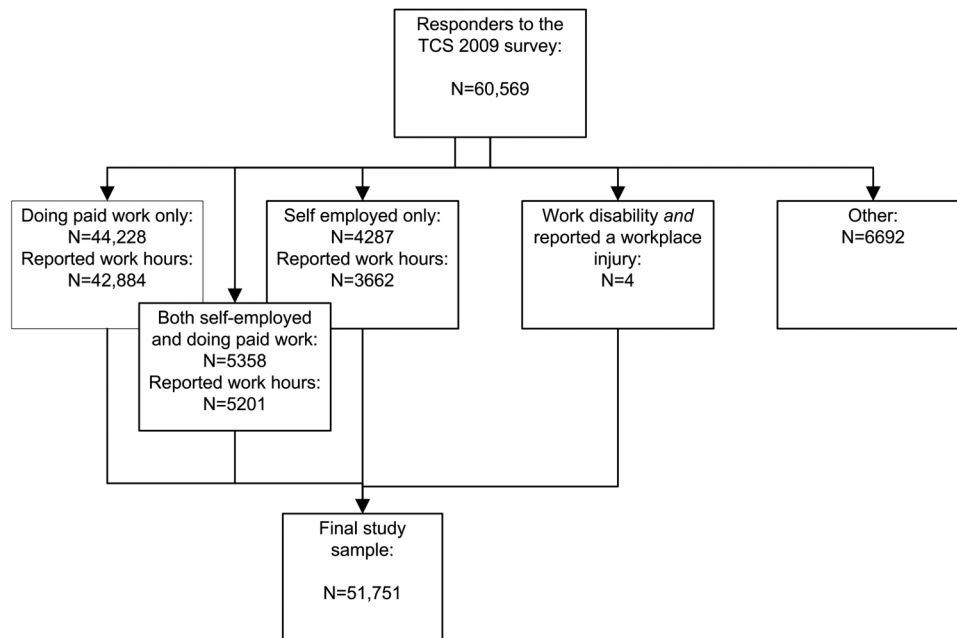 Responders to the
TCS 2009 survey:
N=60,569
Doing paid work only:
N=44,228
Reported work hours:
N=42,884
Both self-employed
and doing paid work:
N=5358
Reported work hours:
N=5201
Self employed only:
N=4287
Reported work hours:
N=3662
Work disability and
reported a workplace
injury:
N=4
Other:
N=6692
Final study
sample:
N=51,751